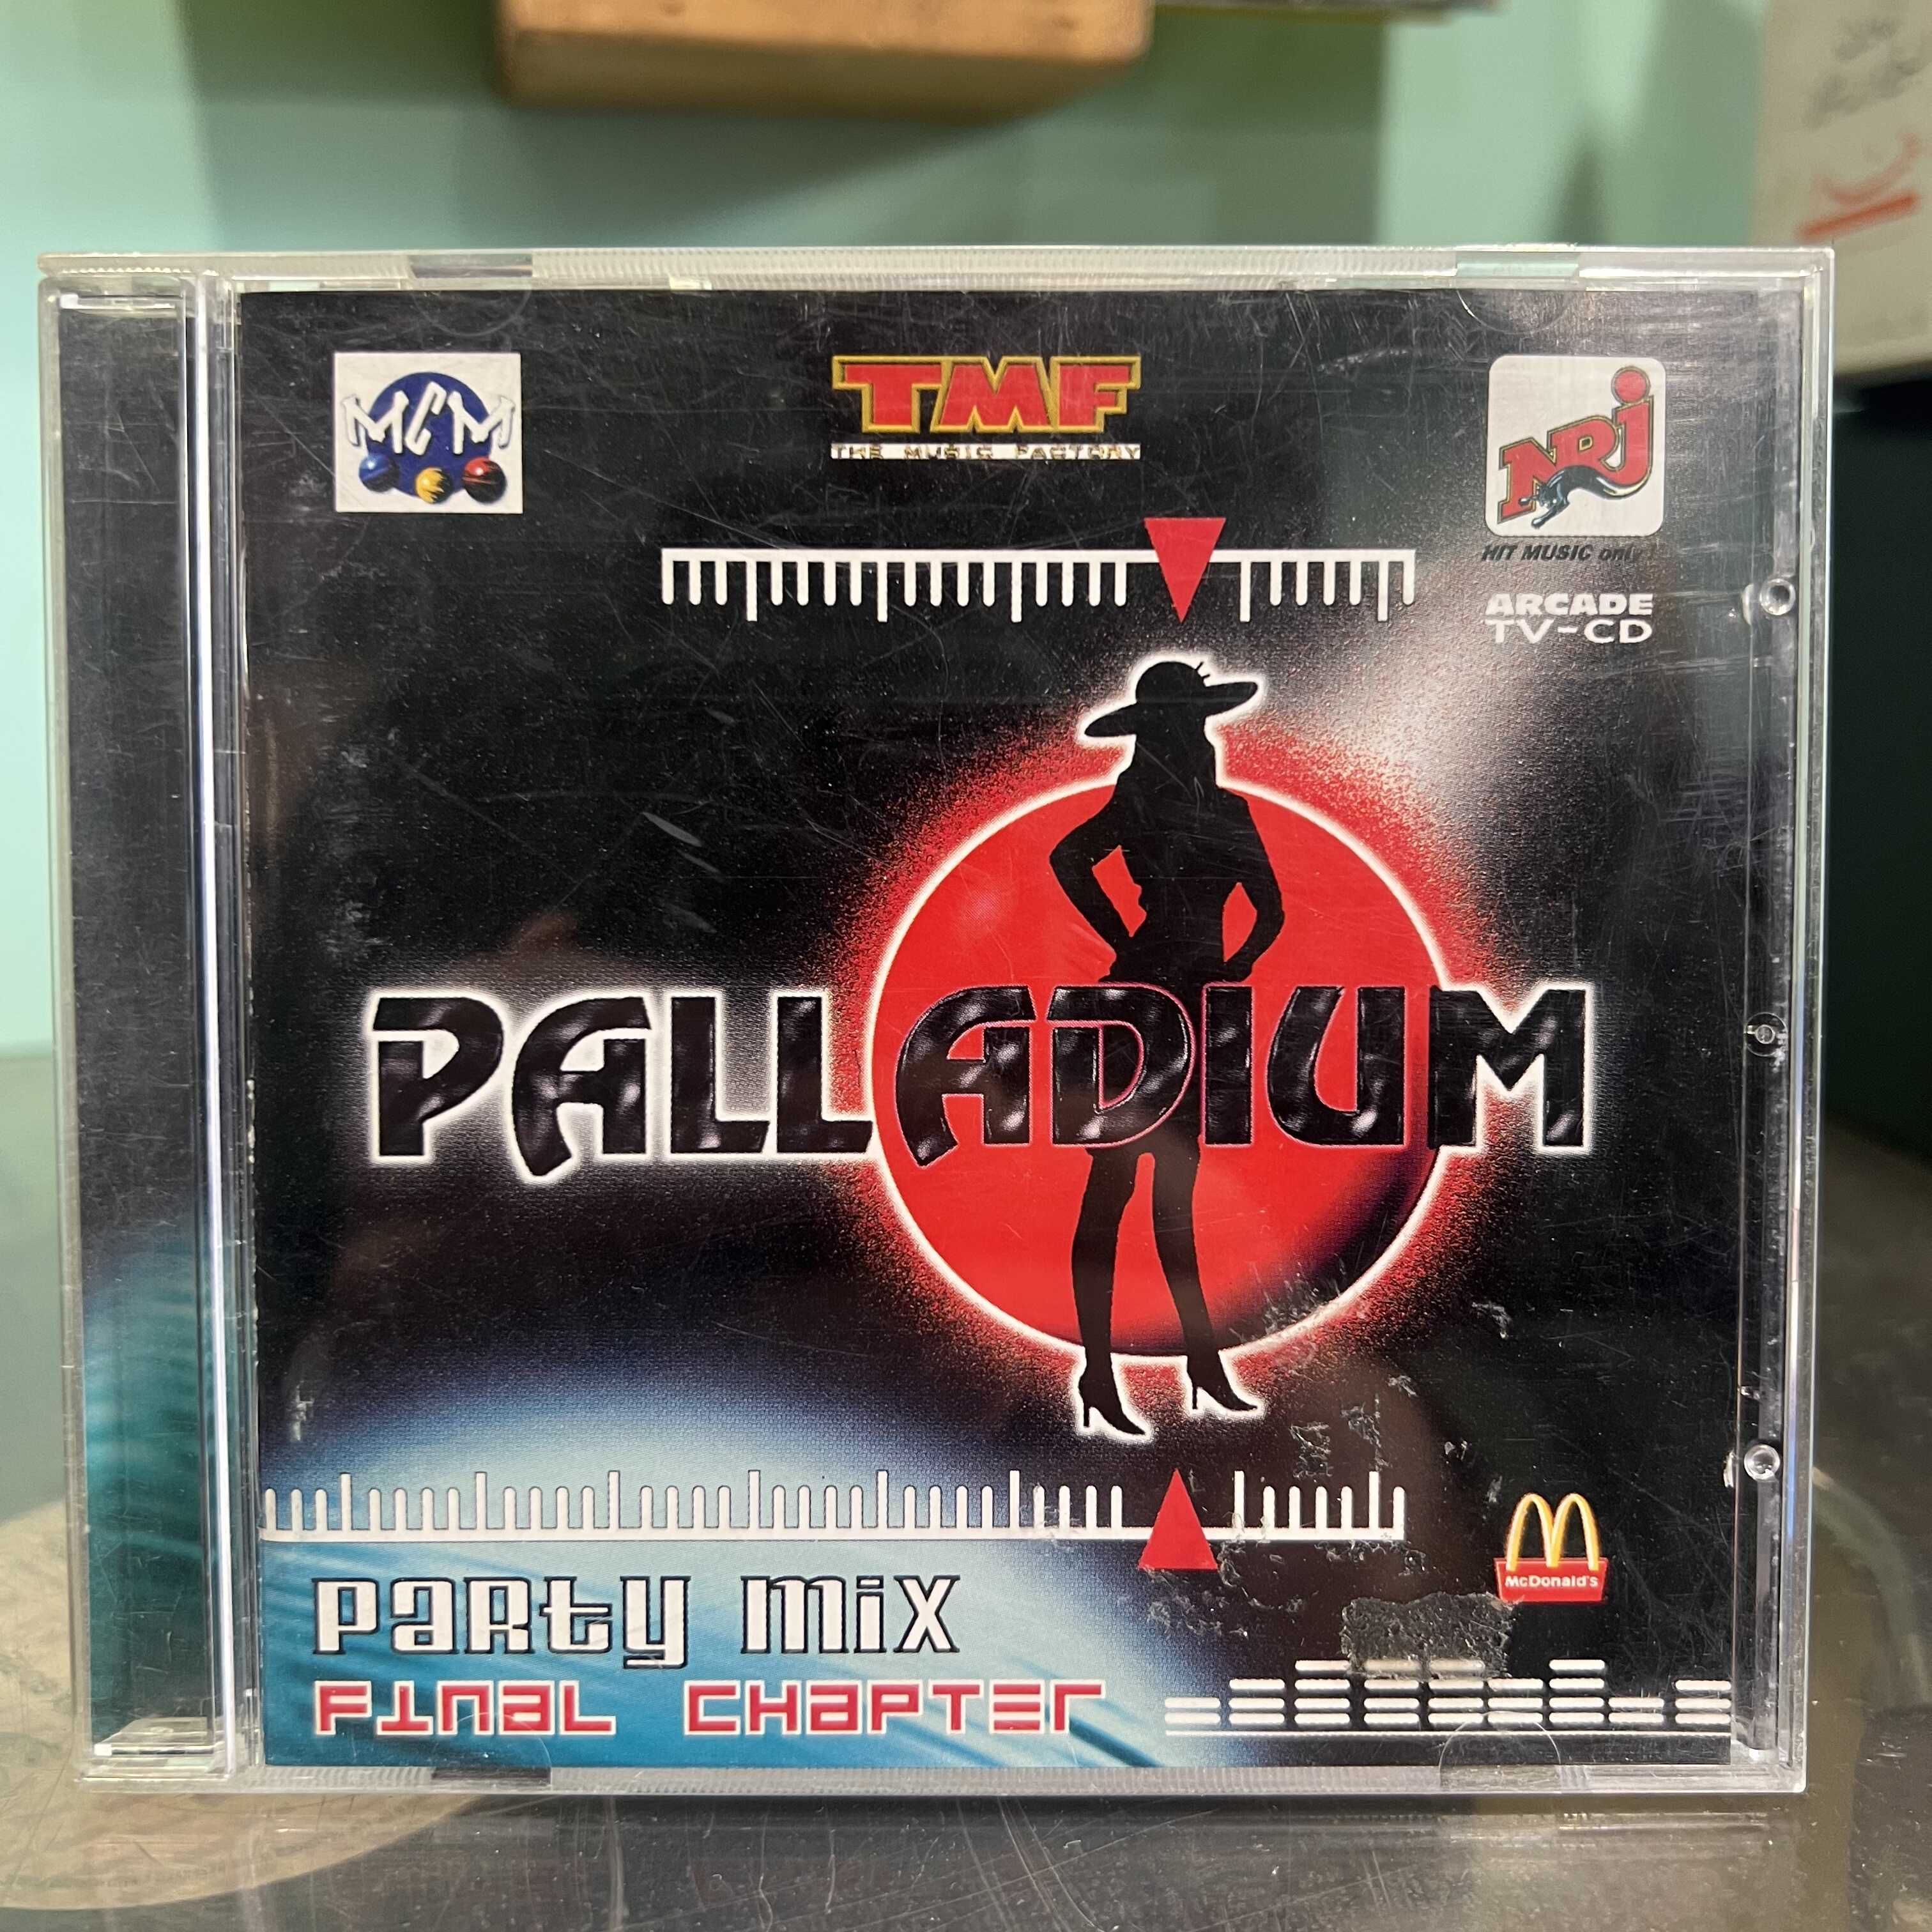 MCM
TMF
THE MUSIC FACTORY
NRJ
HIT MUSIC only !
ARCADE
TV-CD
PALLADIUM
McDonald's
PARty MiX
FINAL CHAPTER